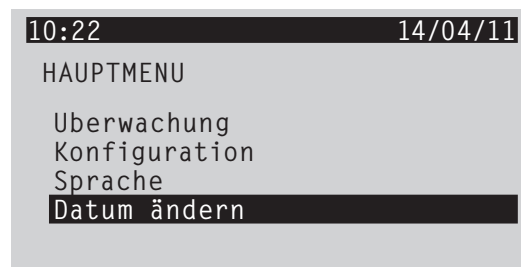 10:22 14/04/11
HAUPTMENU
Uberwachung
Konfiguration
Sprache
Datum ändern